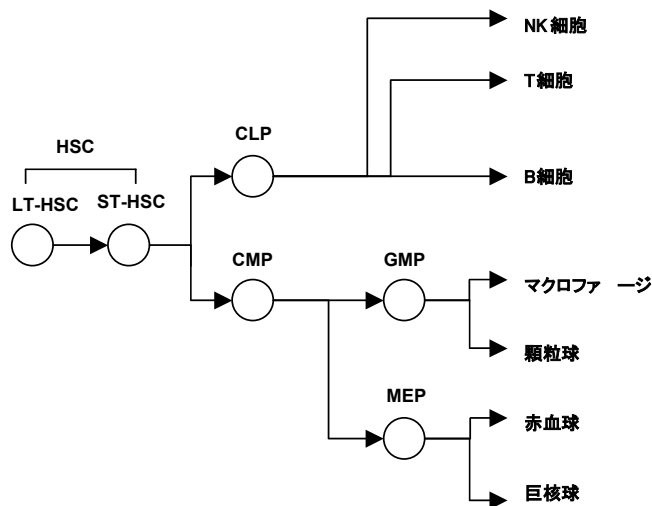 NK細胞
T細胞
CLP
HSC
B細胞
LT-HSC
ST-HSC
CMP
GMP
マクロファ ージ
顆粒球
MEP
赤血球
巨核球